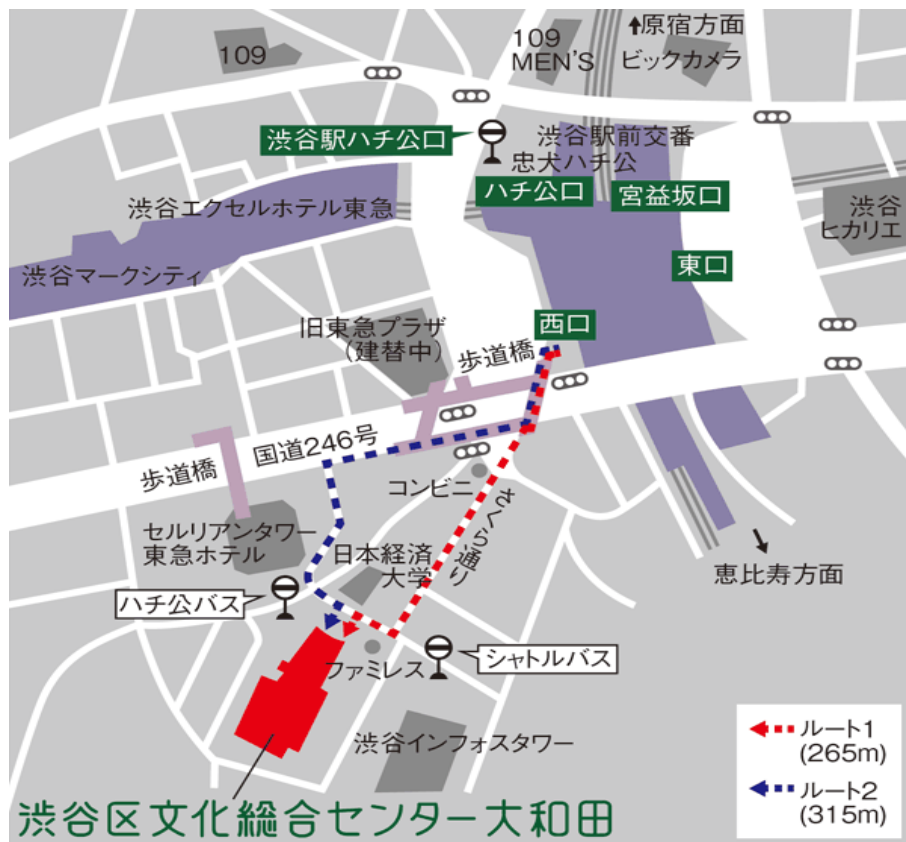 109
109
MEN'S
↑原宿方面
ビックカメラ
渋谷駅ハチ公口
渋谷駅前交番
忠犬ハチ公
ハチ公口
宮益坂口
渋谷エクセルホテル東急
渋谷
ヒカリエ
渋谷マークシティ
東口
西口
旧東急プラザ
(建替中)
歩道橋
国道246号
歩道橋
コンビニ
さくら通り
セルリアンタワー
東急ホテル
日本経済
大学
恵比寿方面
ハチ公バス
シャトルバス
ファミレス
渋谷インフォスタワー
ルート1
(265m)
ルート2
(315m)
渋谷区文化総合センター大和田